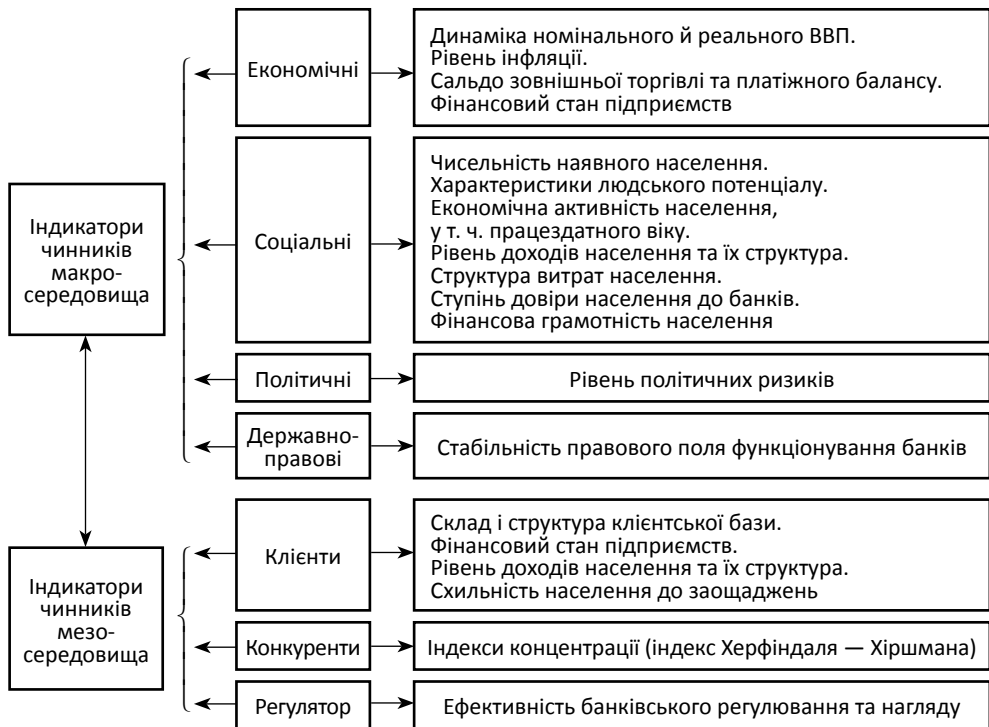 Індикатори
чинників
макро-
середовища
Економічні
Динаміка номінального й реального ВВП.
Рівень інфляції.
Сальдо зовнішньої торгівлі та платіжного балансу.
Фінансовий стан підприємств
Соціальні
Чисельність наявного населення.
Характеристики людського потенціалу.
Економічна активність населення,
у т. ч. працездатного віку.
Рівень доходів населення та їх структура.
Структура витрат населення.
Ступінь довіри населення до банків.
Фінансова грамотність населення
Політичні
Рівень політичних ризиків
Державно-
правові
Стабільність правового поля функціонування банків
Індикатори
чинників
мезо-
середовища
Клієнти
Склад і структура клієнтської бази.
Фінансовий стан підприємств.
Рівень доходів населення та їх структура.
Схильність населення до заощаджень
Конкуренти
Індекси концентрації (індекс Херфіндаля — Хіршмана)
Регулятор
Ефективність банківського регулювання та нагляду